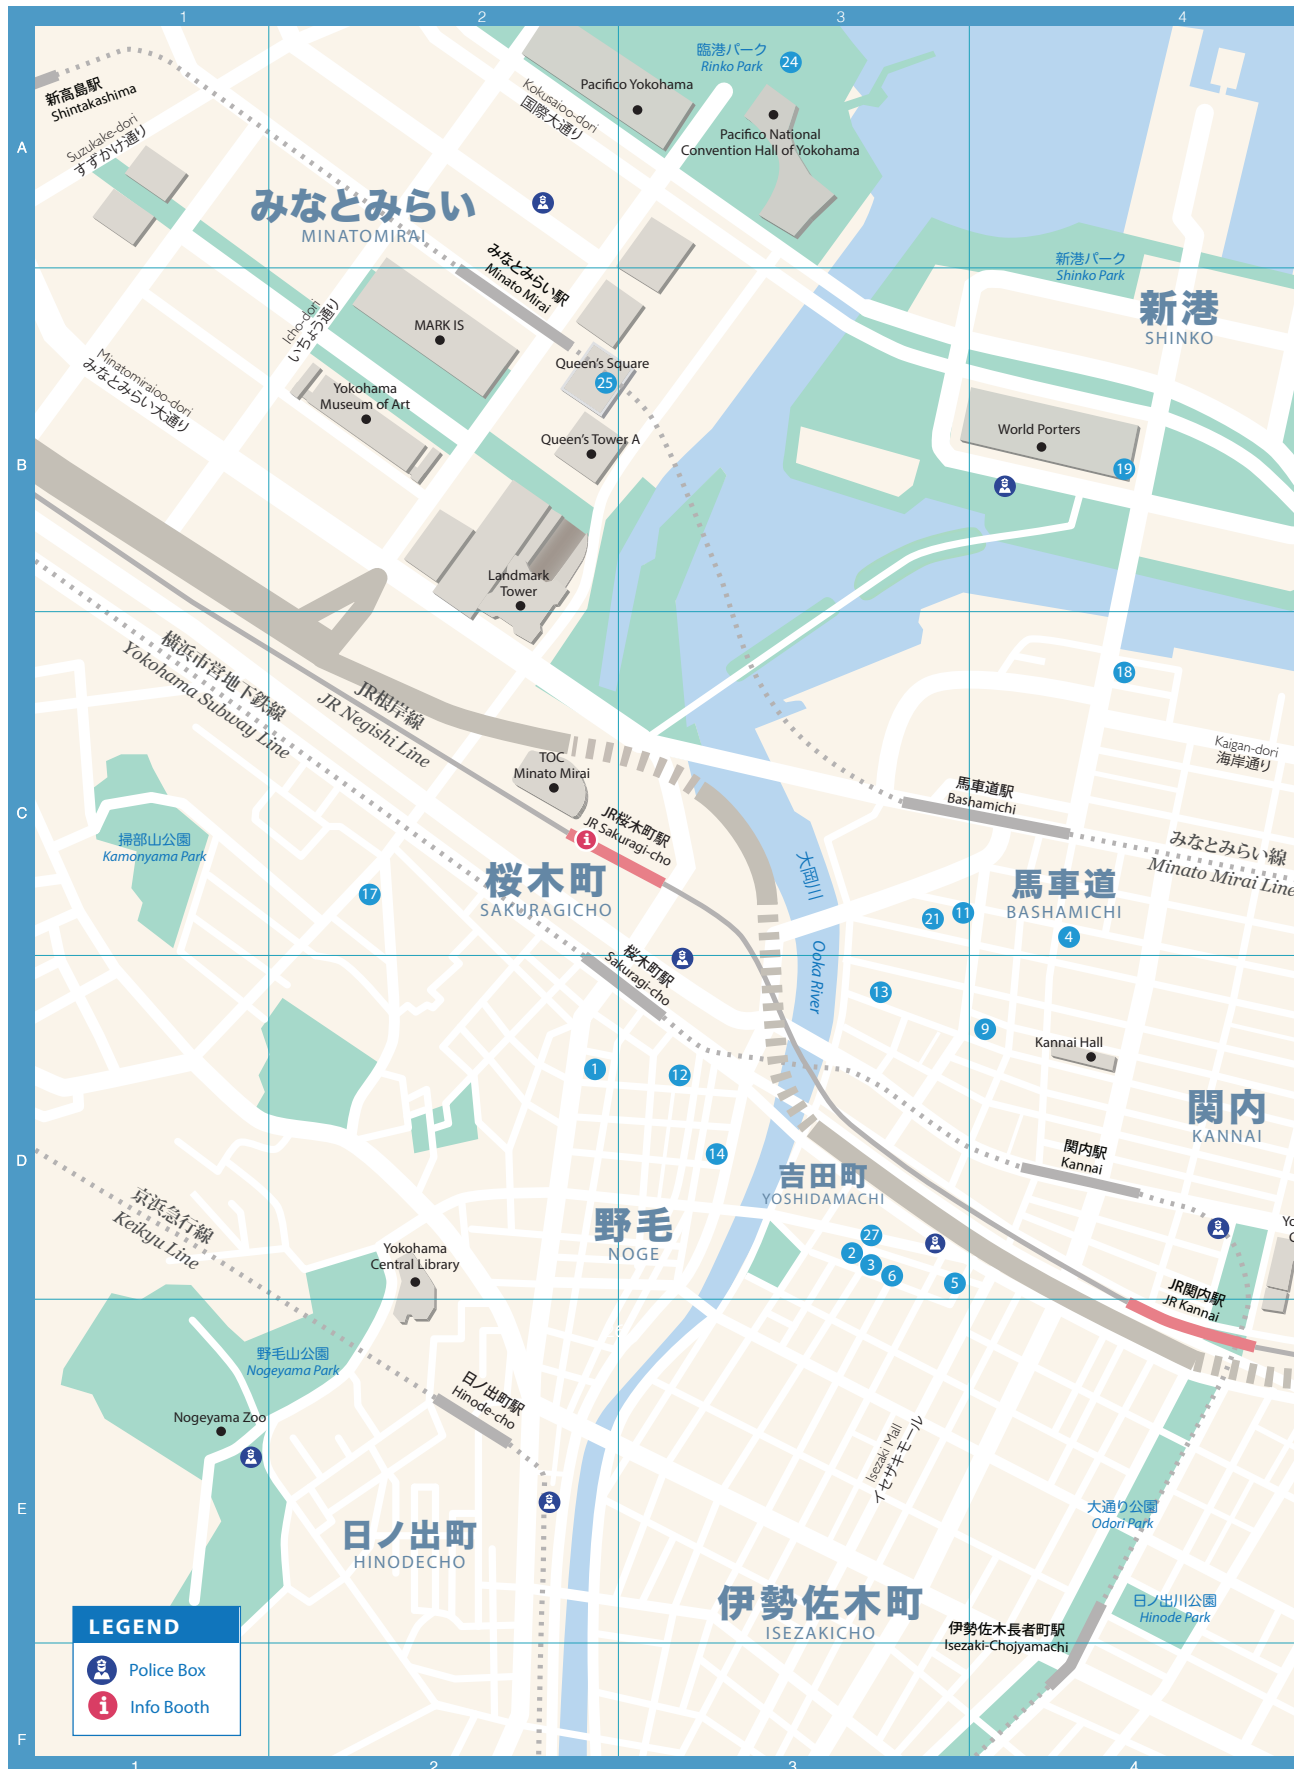 1
2
3
4
A
B
C
D
E
F
新高島駅
Shintakashima
Suzukake-dori
すずかけ通り
みなとみらい
MINATOMIRAI
Kokusaioo-dori
国際大通り
Pacifico Yokohama
臨港パーク
Rinko Park
24
Pacifico National
Convention Hall of Yokohama
みなとみらい駅
Minato Mirai
新港パーク
Shinko Park
新港
SHINKO
Icho-dori
いちょう通り
MARK IS
Minatomiraioo-dori
みなとみらい大通り
Yokohama
Museum of Art
Queen's Square
25
Queen's Tower A
World Porters
19
Landmark
Tower
横浜市営地下鉄線
Yokohama Subway Line
JR根岸線
JR Negishi Line
18
Kaigan-dori
海岸通り
TOC
Minato Mirai
馬車道駅
Bashamichi
JR桜木町駅
JR Sakuragi-cho
掃部山公園
Kamonyama Park
みなとみらい線
Minato Mirai Line
桜木町
SAKURAGICHO
17
大岡川
Ooka River
馬車道
BASHAMICHI
21
11
4
桜木町駅
Sakuragi-cho
13
9
Kannai Hall
1
12
関内
KANNAI
14
関内駅
Kannai
吉田町
YOSHIDAMACHI
京浜急行線
Keikyu Line
野毛
NOGE
Yokohama
Central Library
27
2
3
6
5
Yo
C
JR関内駅
JR Kannai
野毛山公園
Nogeyama Park
日ノ出町駅
Hinode-cho
Nogeyama Zoo
Isezaki Mall
イセザキモール
大通り公園
Odori Park
日ノ出町
HINODECHO
伊勢佐木町
ISEZAKICHO
日ノ出川公園
Hinode Park
伊勢佐木長者町駅
Isezaki-Chojyamachi
LEGEND
Police Box
i Info Booth
1
2
3
4